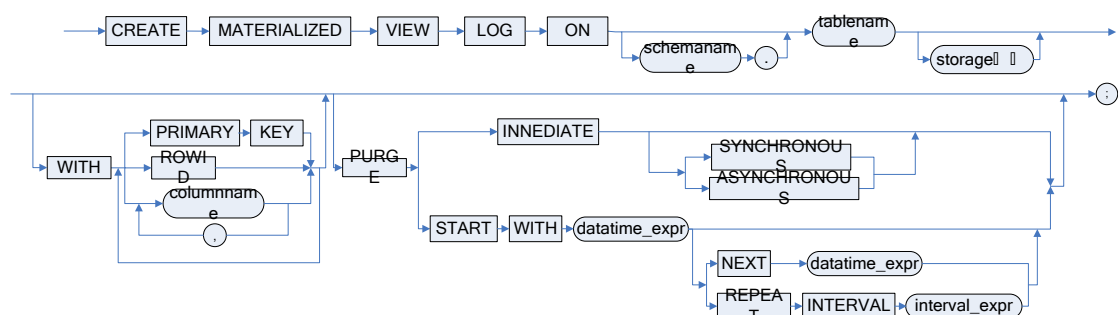 CREATE MATERIALIZED VIEW LOG ON schemaname . tablename storage
WITH PRIMARY KEY
ROWID
columnname
,
PURGE INNEDIATE
SYNCHRONOUS
ASYNCHRONOUS
START WITH datatime_expr
NEXT datatime_expr
REPEAT INTERVAL interval_expr
;